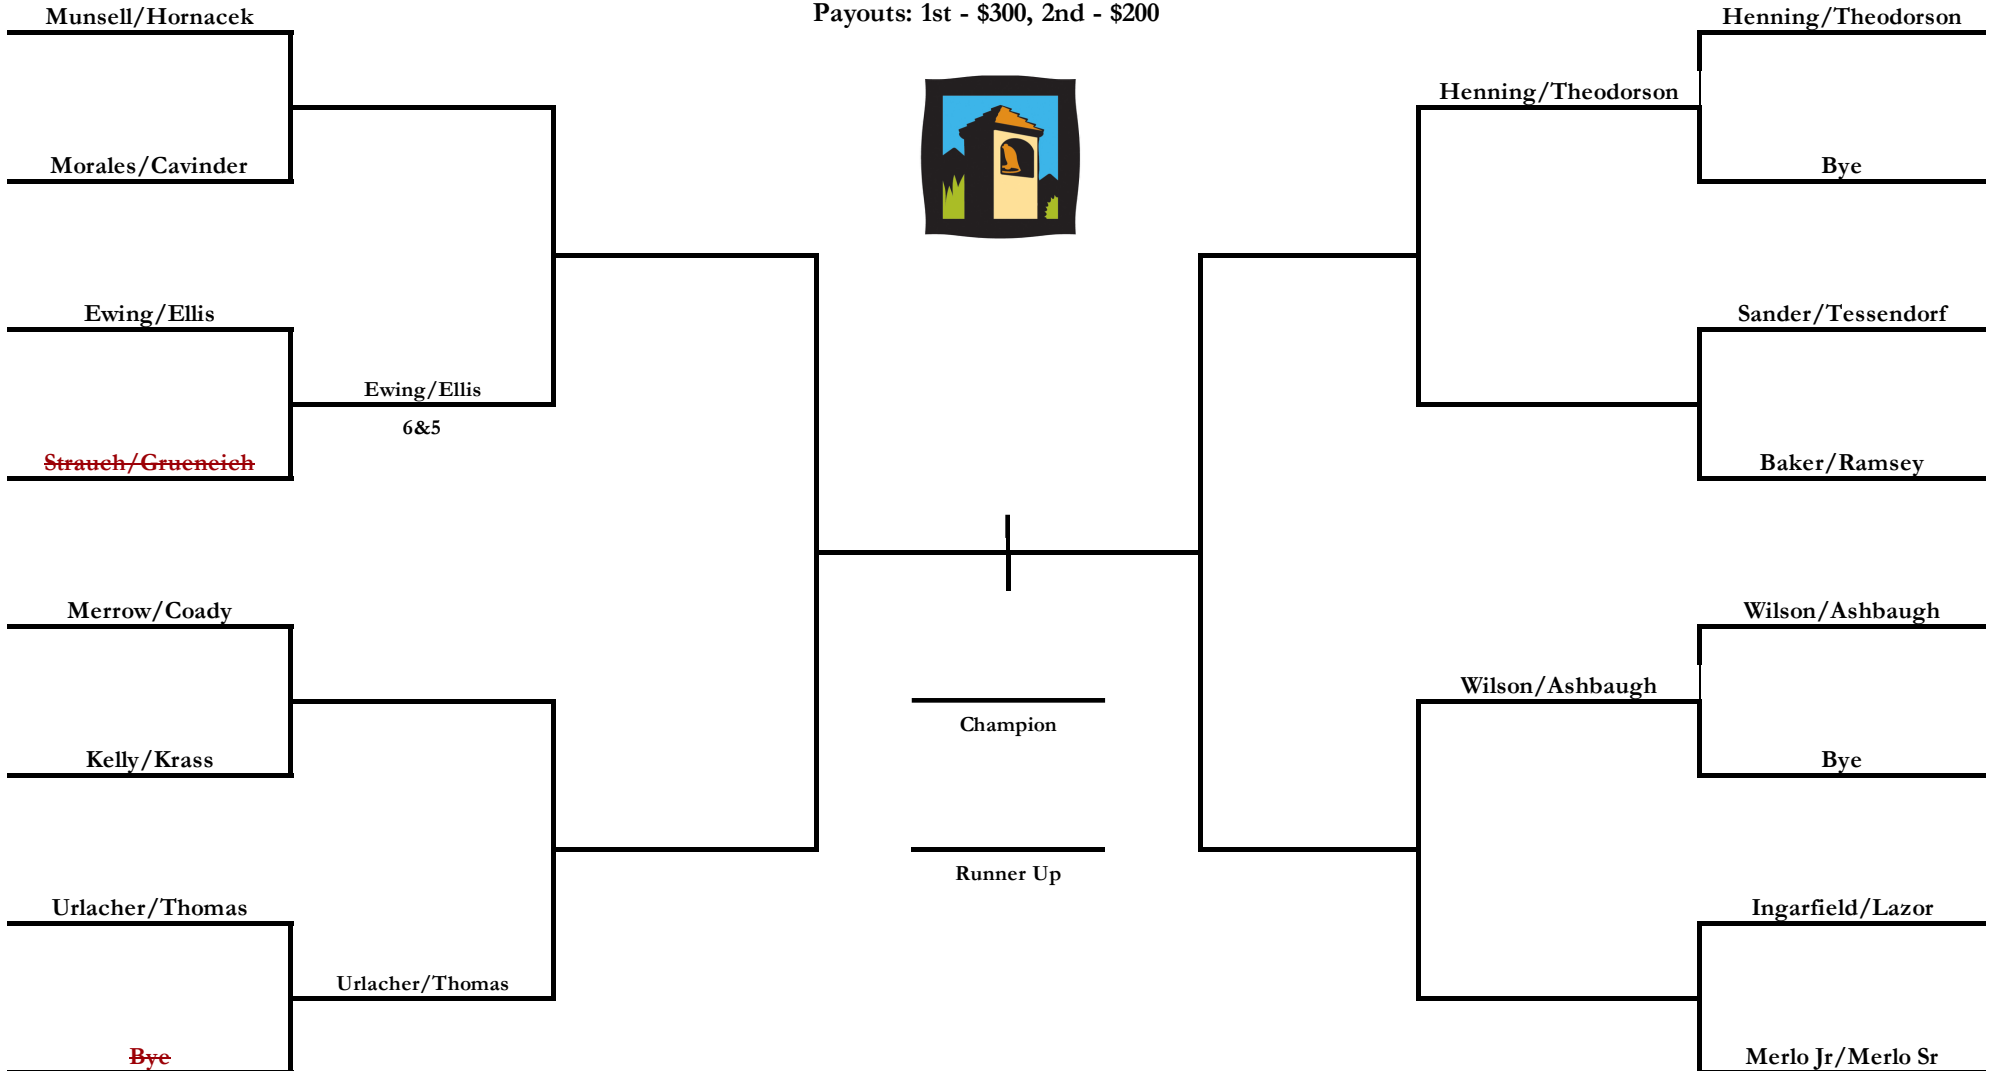 Payouts: 1st - $300, 2nd - $200
Munsell/Hornacek
Morales/Cavinder
Ewing/Ellis
Strauch/Grueneich
Merrow/Coady
Kelly/Krass
Urlacher/Thomas
Bye
Ewing/Ellis
6&5
Urlacher/Thomas
Champion
Runner Up
Henning/Theodorson
Wilson/Ashbaugh
Henning/Theodorson
Bye
Sander/Tessendorf
Baker/Ramsey
Wilson/Ashbaugh
Bye
Ingarfield/Lazor
Merlo Jr/Merlo Sr